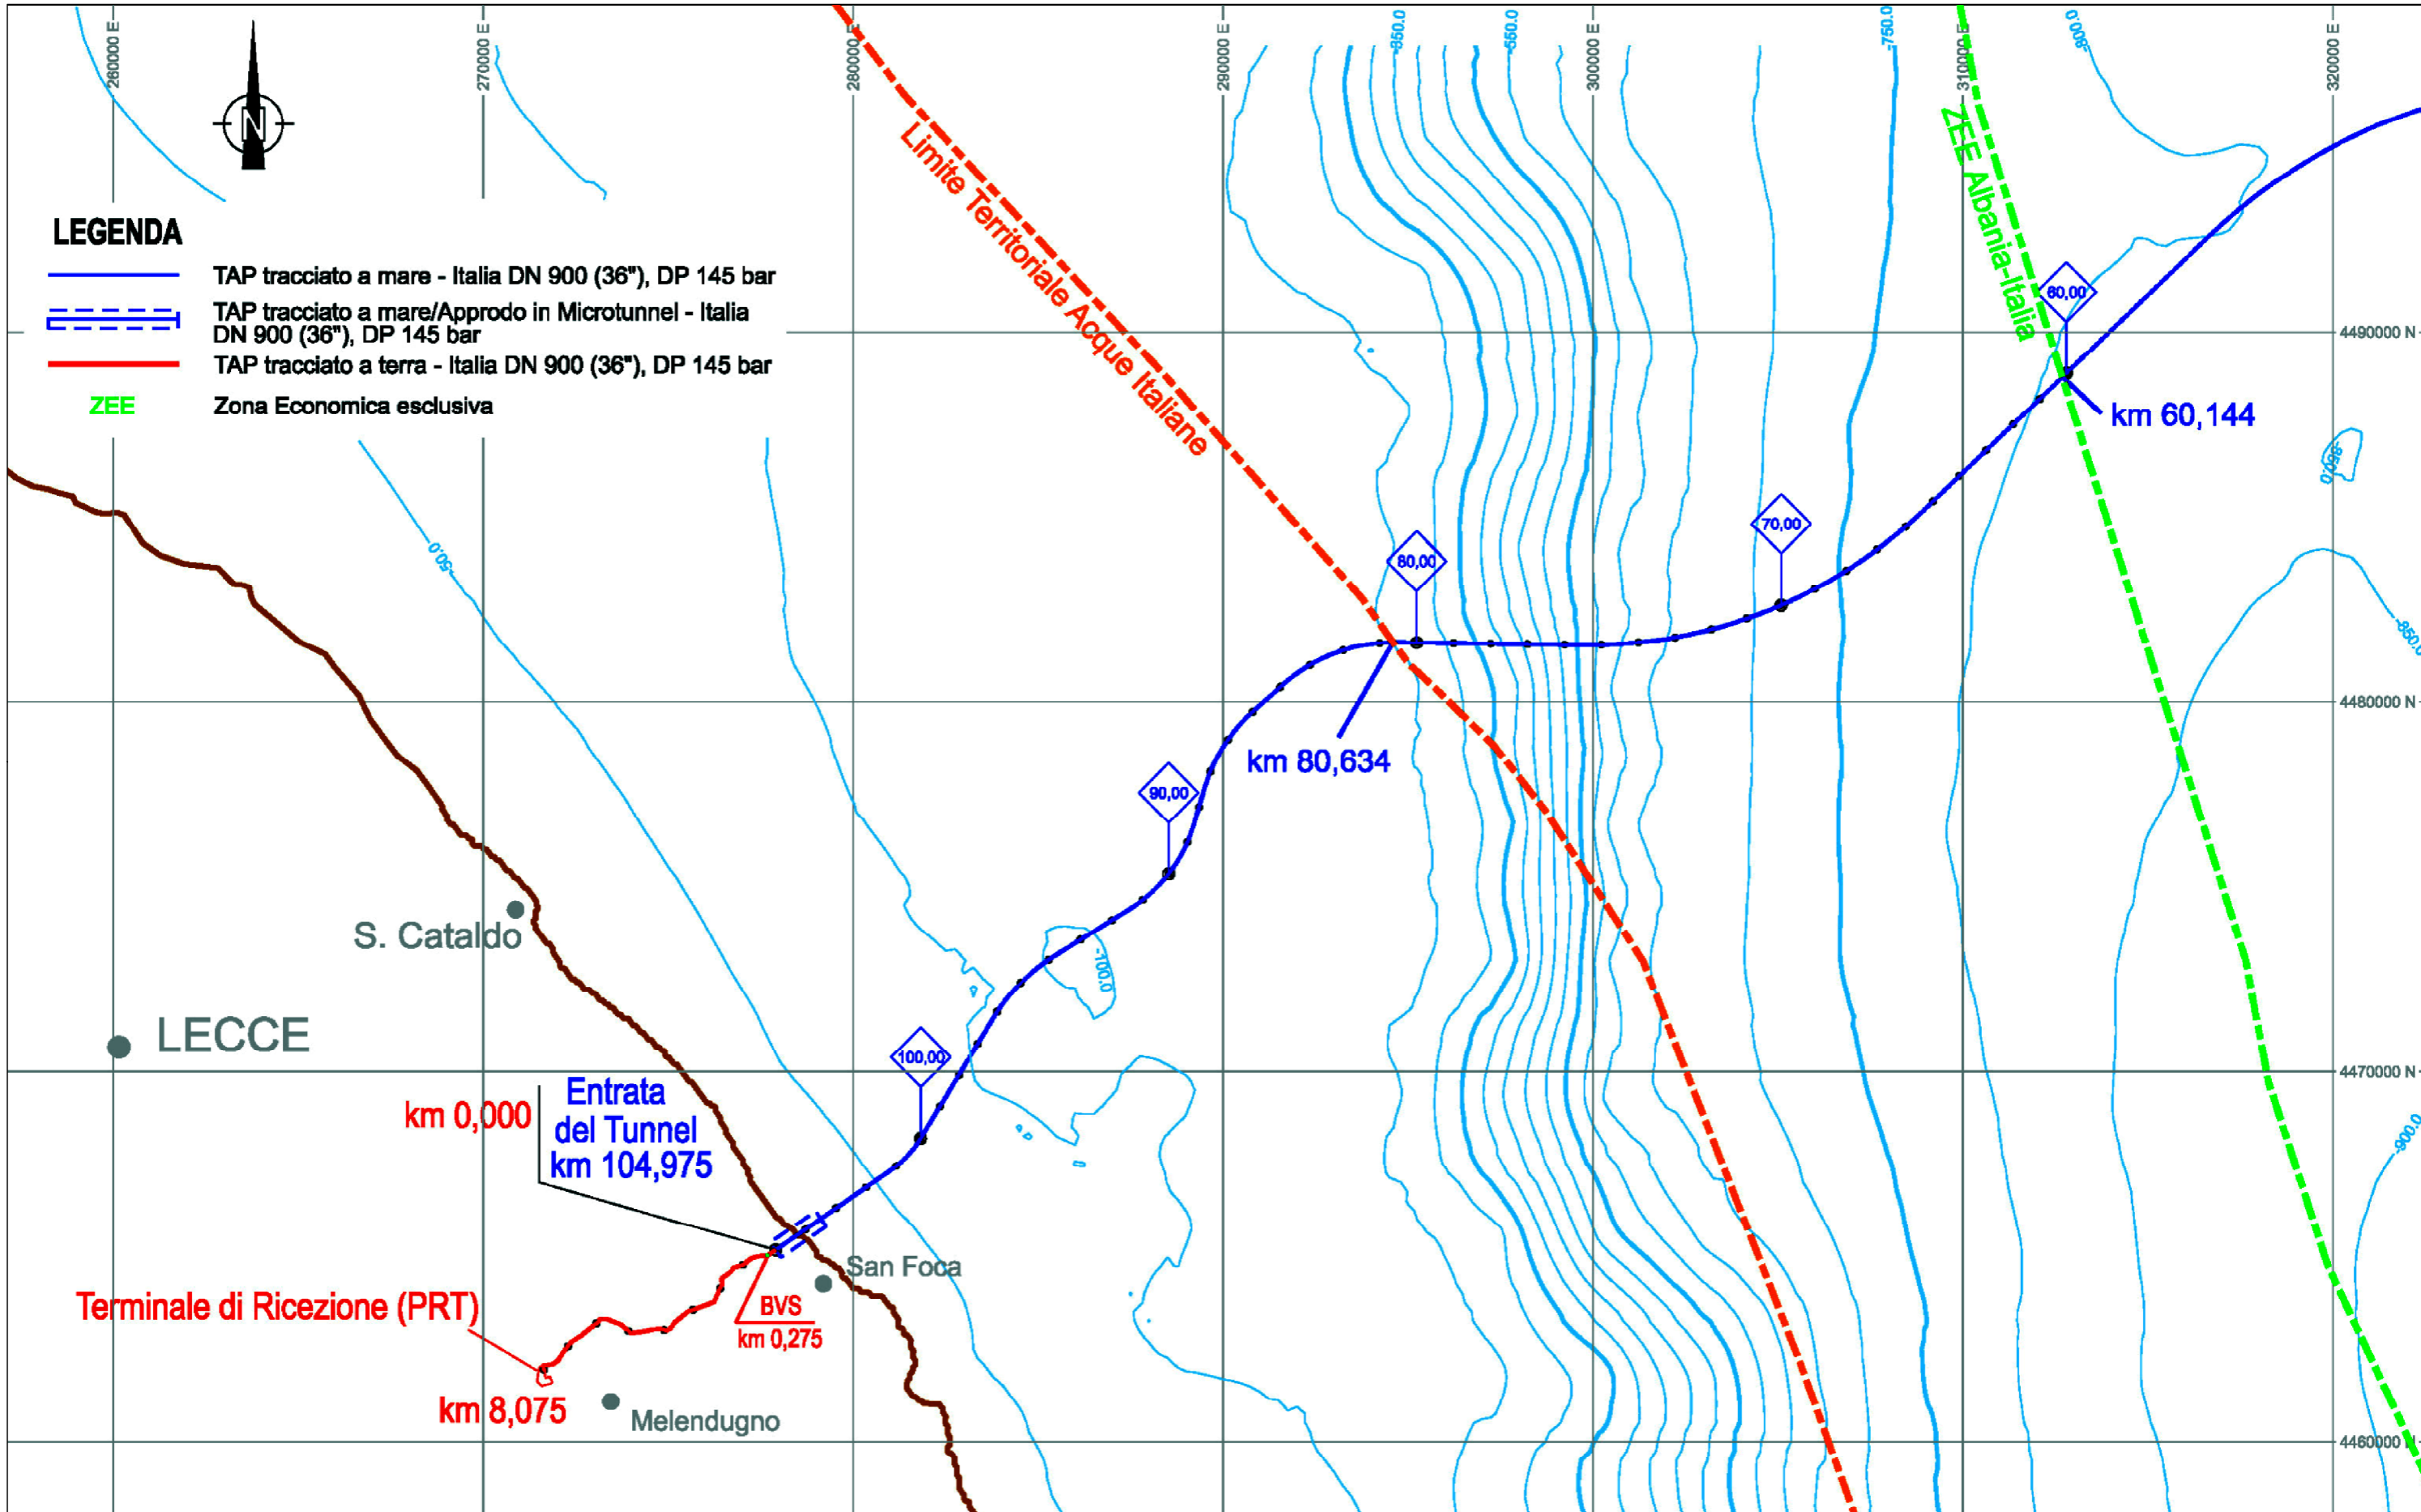 260000 E
270000 E
280000 E
290000 E
300000 E
310000 E
320000 E
-350.0
-550.0
-750.0
-800.0
N
LEGENDA
TAP tracciato a mare - Italia DN 900 (36"), DP 145 bar
TAP tracciato a mare/Approdo in Microtunnel - Italia
DN 900 (36"), DP 145 bar
TAP tracciato a terra - Italia DN 900 (36"), DP 145 bar
ZEE
Zona Economica esclusiva
Limite Territoriale Acque Italiane
ZEE Albania-Italia
60,00
4490000 N
km 60,144
-850.0
-50.0
70,00
80,00
-850.0
4480000 N
km 80,634
90,00
S. Cataldo
-100.0
LECCE
100,00
4470000 N
Entrata
del Tunnel
km 104,975
km 0,000
-900.0
San Foca
Terminale di Ricezione (PRT)
BVS
km 0,275
km 8,075
Melendugno
4460000 N